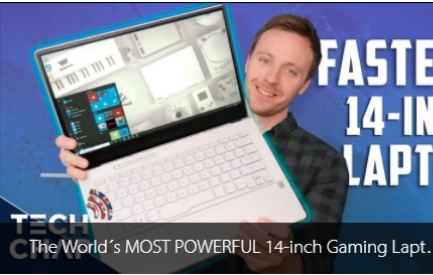 FASTE
14-IN
LAPT
TECH
CHAP
The World´s MOST POWERFUL 14-inch Gaming Lapt.